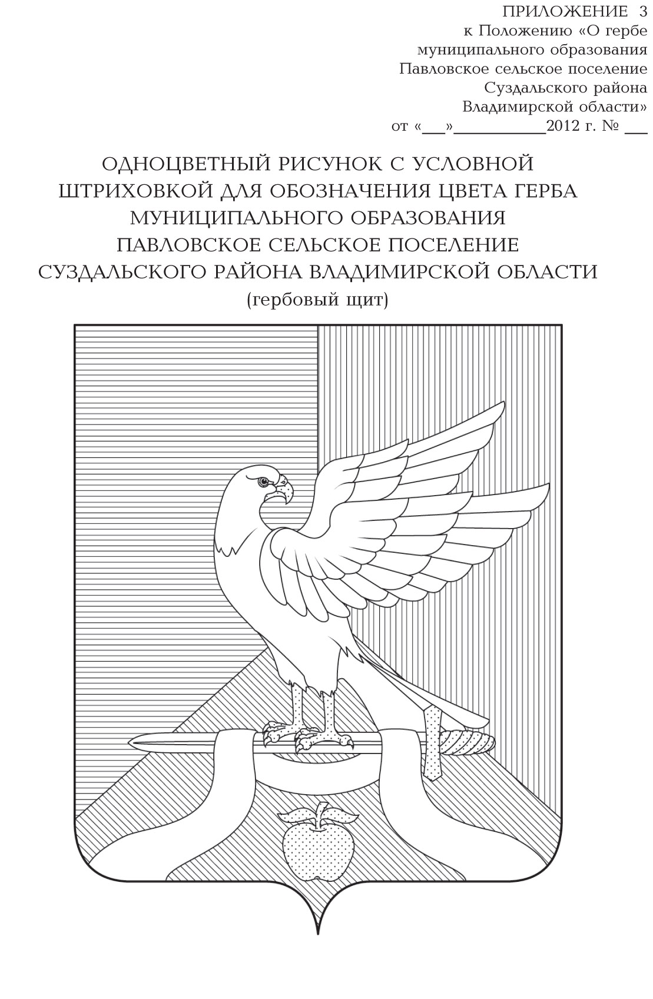 ПРИЛОЖЕНИЕ 3
к Положению «О гербе
муниципального образования
Павловское сельское поселение
Суздальского района
Владимирской области»
от «___»____________2012 г. № ___
ОДНОЦВЕТНЫЙ РИСУНОК С УСЛОВНОЙ
ШТРИХОВКОЙ ДЛЯ ОБОЗНАЧЕНИЯ ЦВЕТА ГЕРБА
МУНИЦИПАЛЬНОГО ОБРАЗОВАНИЯ
ПАВЛОВСКОЕ СЕЛЬСКОЕ ПОСЕЛЕНИЕ
СУЗДАЛЬСКОГО РАЙОНА ВЛАДИМИРСКОЙ ОБЛАСТИ
(гербовый щит)